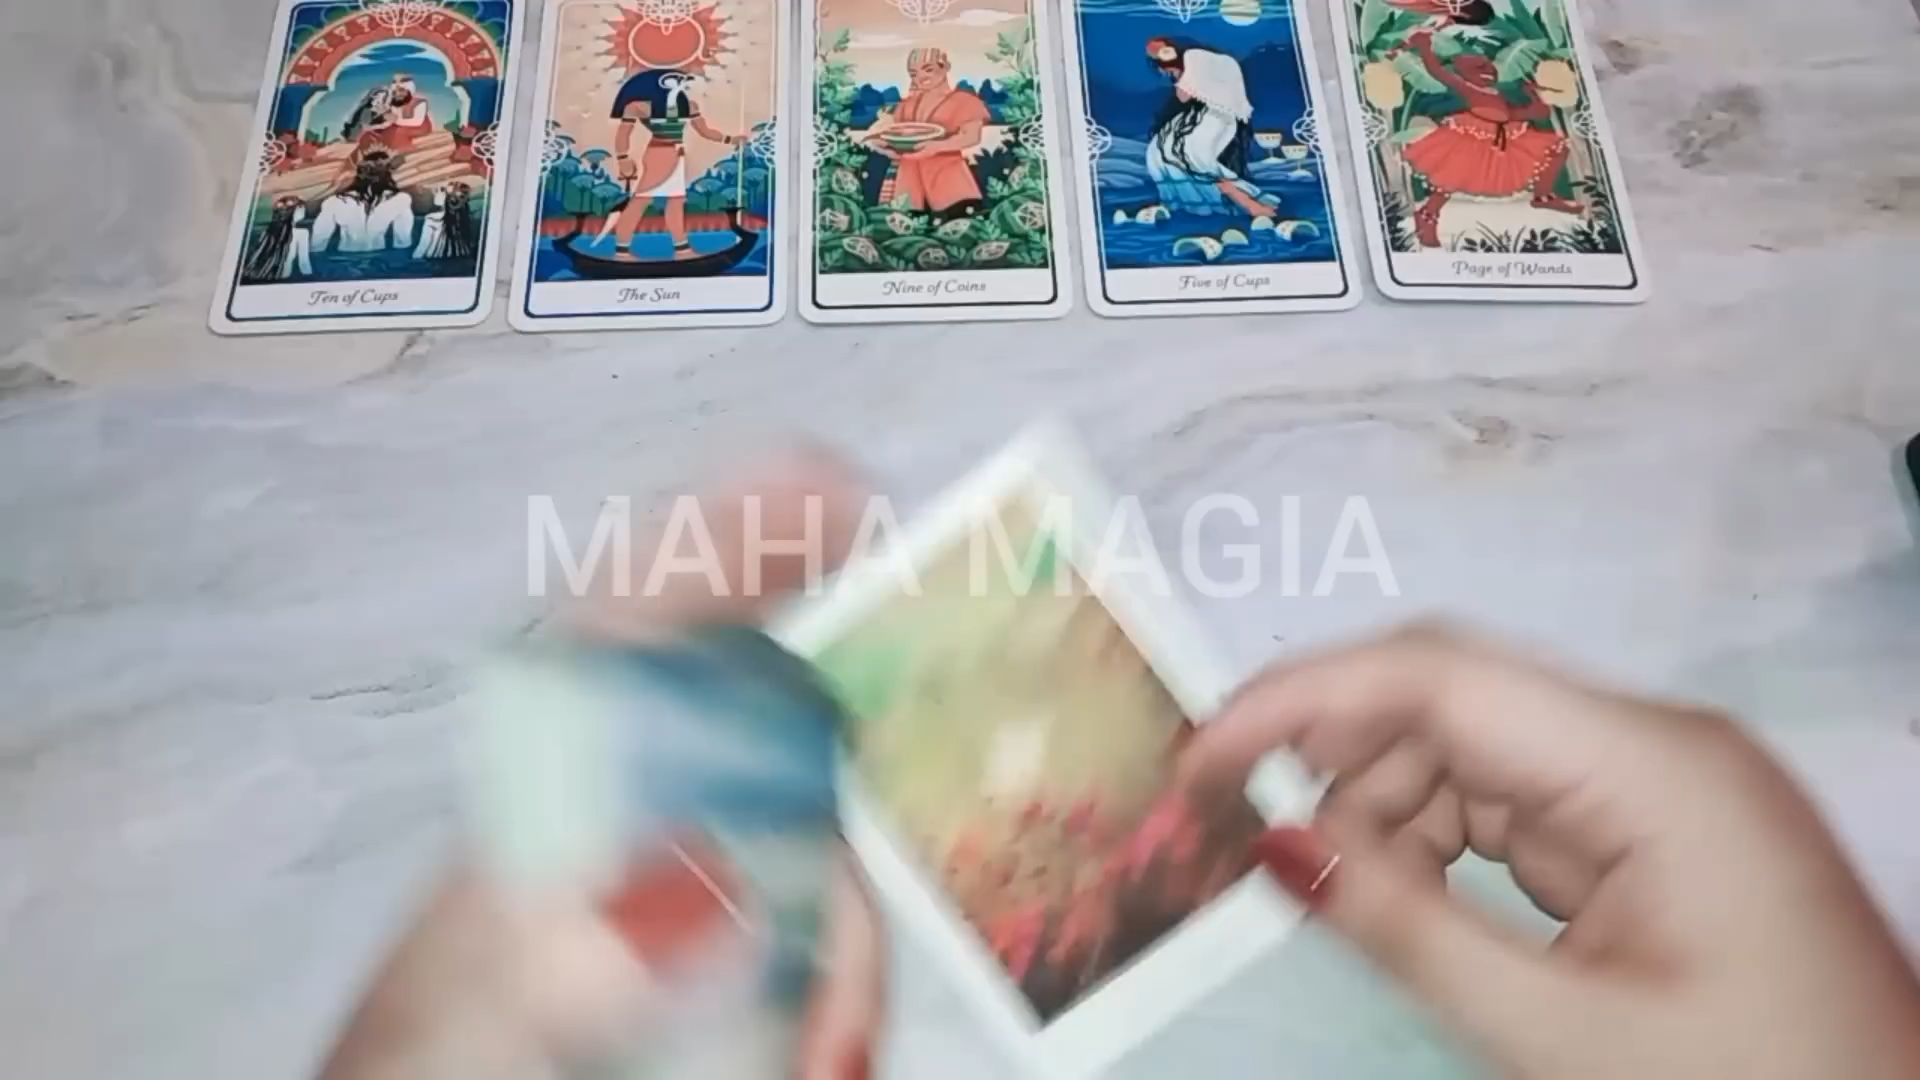 Ten of Cups
The Sun
Nine of Coins
Five of Cups
Page of Wands
MAHA MAGIA